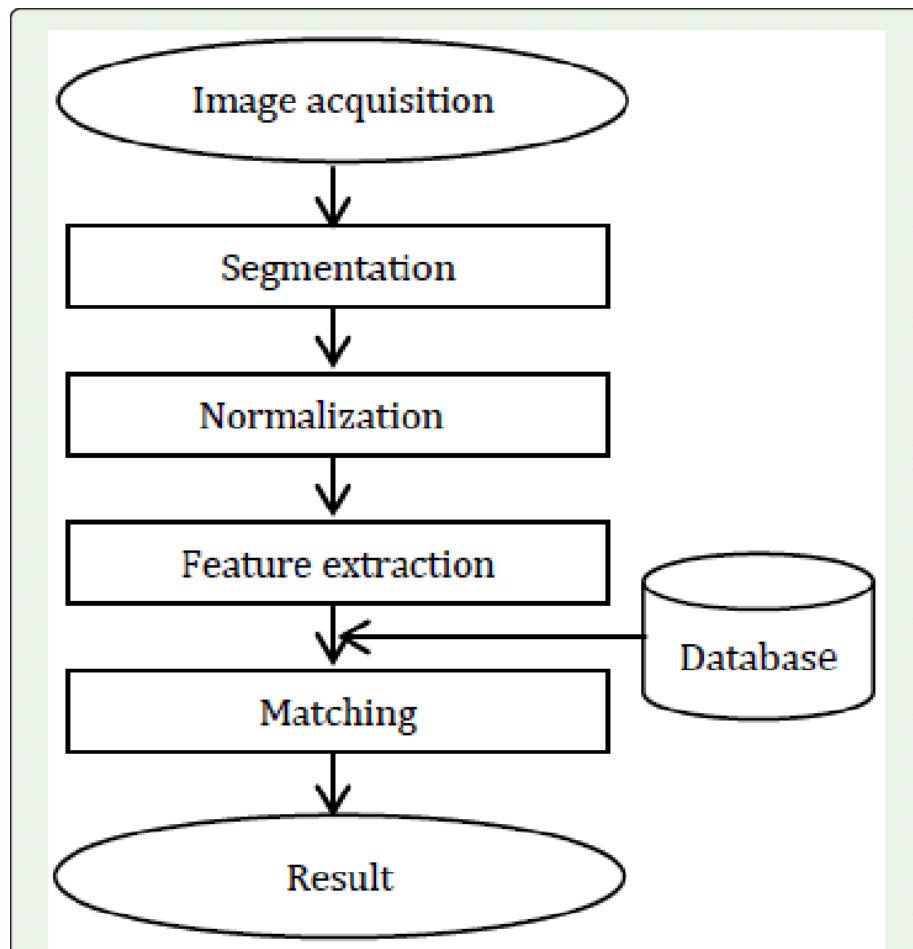 Image acquisition
Segmentation
Normalization
Feature extraction
Database
Matching
Result